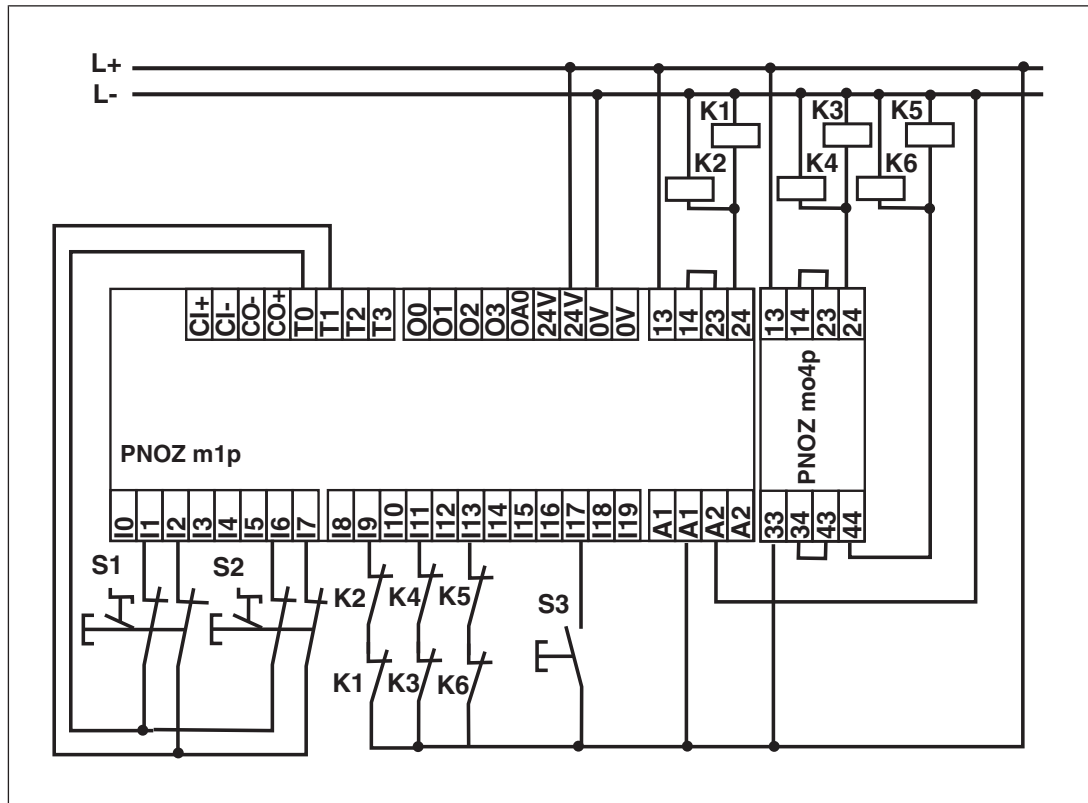 L+
L-
K1
K3
K5
K2
K4
K6
CI+ CI- CO- CO+ T0 T1 T2 T3 O0 O1 O2 O3 OA0 24V 24V 0V 0V 13 14 23 24 13 14 23 24
PNOZ m1p
PNOZ mo4p
I0 I1 I2 I3 I4 I5 I6 I7 I8 I9 I10 I11 I12 I13 I14 I15 I16 I17 I18 I19 A1 A1 A2 A2 33 34 43 44
S1 S2
K2 K4 K5 S3
K1 K3 K6